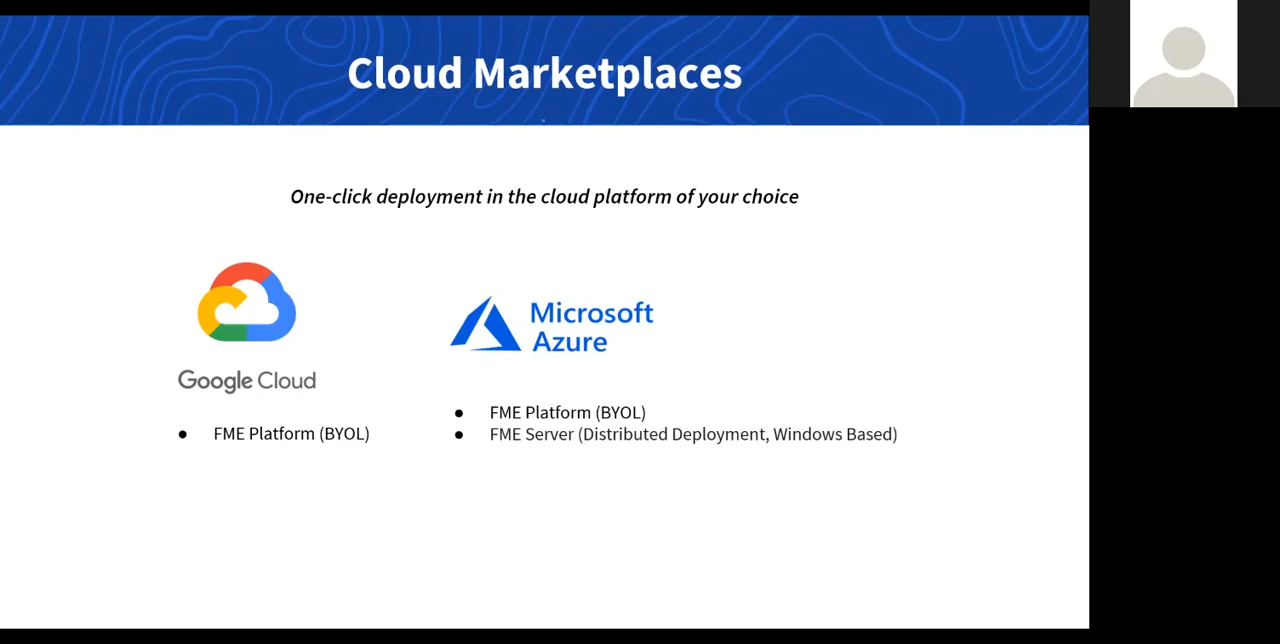 Cloud Marketplaces
One-click deployment in the cloud platform of your choice
Google Cloud
● FME Platform (BYOL)
Microsoft
Azure
● FME Platform (BYOL)
● FME Server (Distributed Deployment, Windows Based)